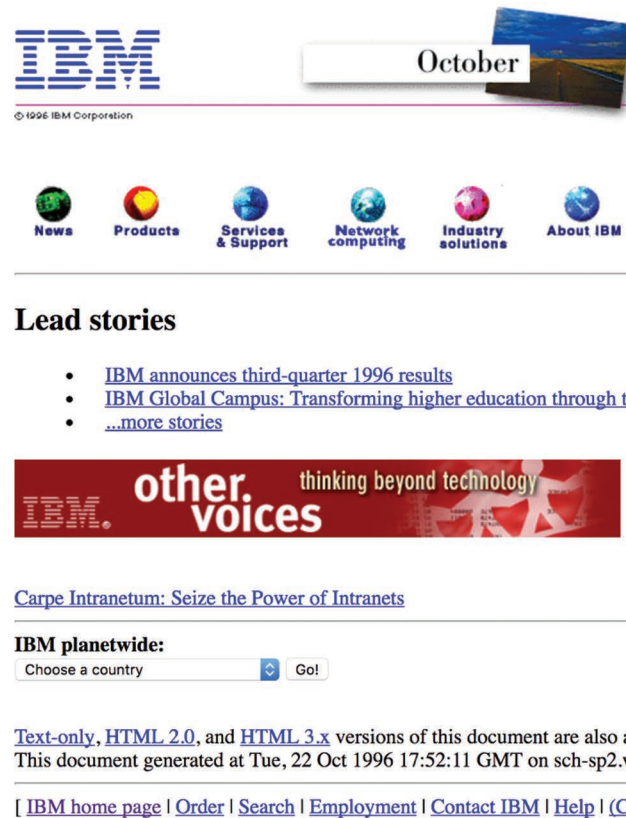 IBM
October
© 1996 IBM Corporation
News Products Services & Support Network computing Industry solutions About IBM
Lead stories
• IBM announces third-quarter 1996 results
• IBM Global Campus: Transforming higher education through
• ...more stories
IBM. other. voices thinking beyond technology
Carpe Intranetum: Seize the Power of Intranets
IBM planetwide:
Choose a country Go!
Text-only, HTML 2.0, and HTML 3.x versions of this document are also
This document generated at Tue, 22 Oct 1996 17:52:11 GMT on sch-sp2.
[ IBM home page | Order | Search | Employment | Contact IBM | Help | (C